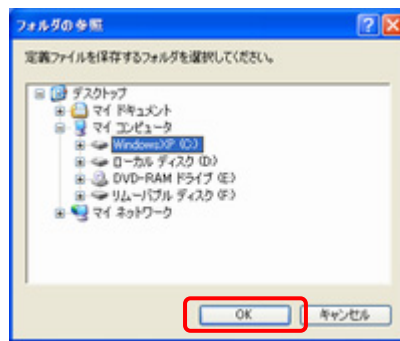 フォルダの参照
定義ファイルを保存するフォルダを選択してください。
デスクトップ
マイ ドキュメント
マイ コンピュータ
WindowsXP (C:)
ローカル ディスク (D:)
DVD-RAM ドライブ (E:)
リムーバブル ディスク (F:)
マイ ネットワーク
OK キャンセル